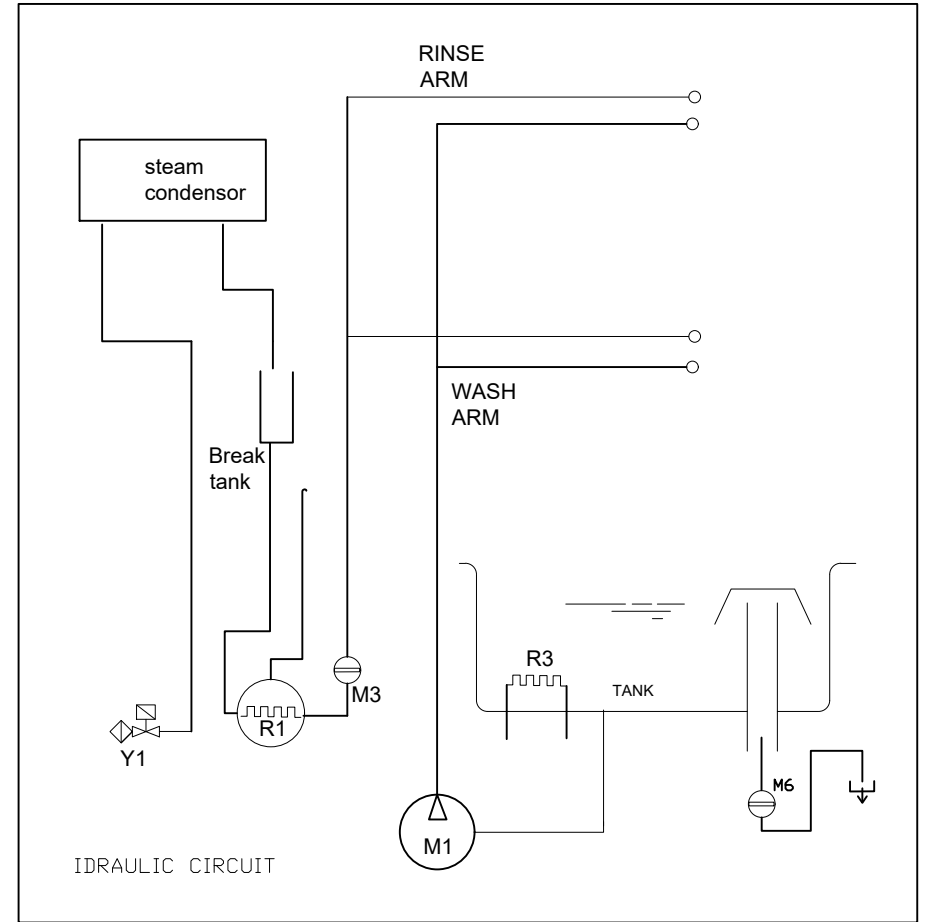 RINSE
ARM
steam
condensor
WASH
ARM
Break
tank
R3
TANK
M3
R1
Y1
M6
M1
IDRAULIC CIRCUIT